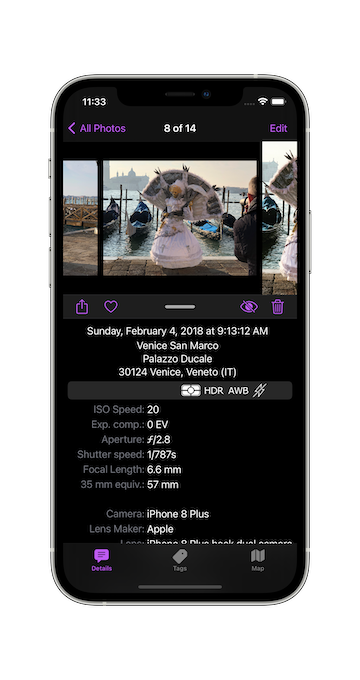 11:33
All Photos
8 of 14
Edit
Sunday, February 4, 2018 at 9:13:12 AM
Venice San Marco
Palazzo Ducale
30124 Venice, Veneto (IT)
HDR AWB
ISO Speed: 20
Exp. comp.: 0 EV
Aperture: ƒ/2.8
Shutter speed: 1/787s
Focal Length: 6.6 mm
35 mm equiv.: 57 mm
Camera: iPhone 8 Plus
Lens Maker: Apple
Lens: iPhone 8 Plus back dual camera
Details
Tags
Map